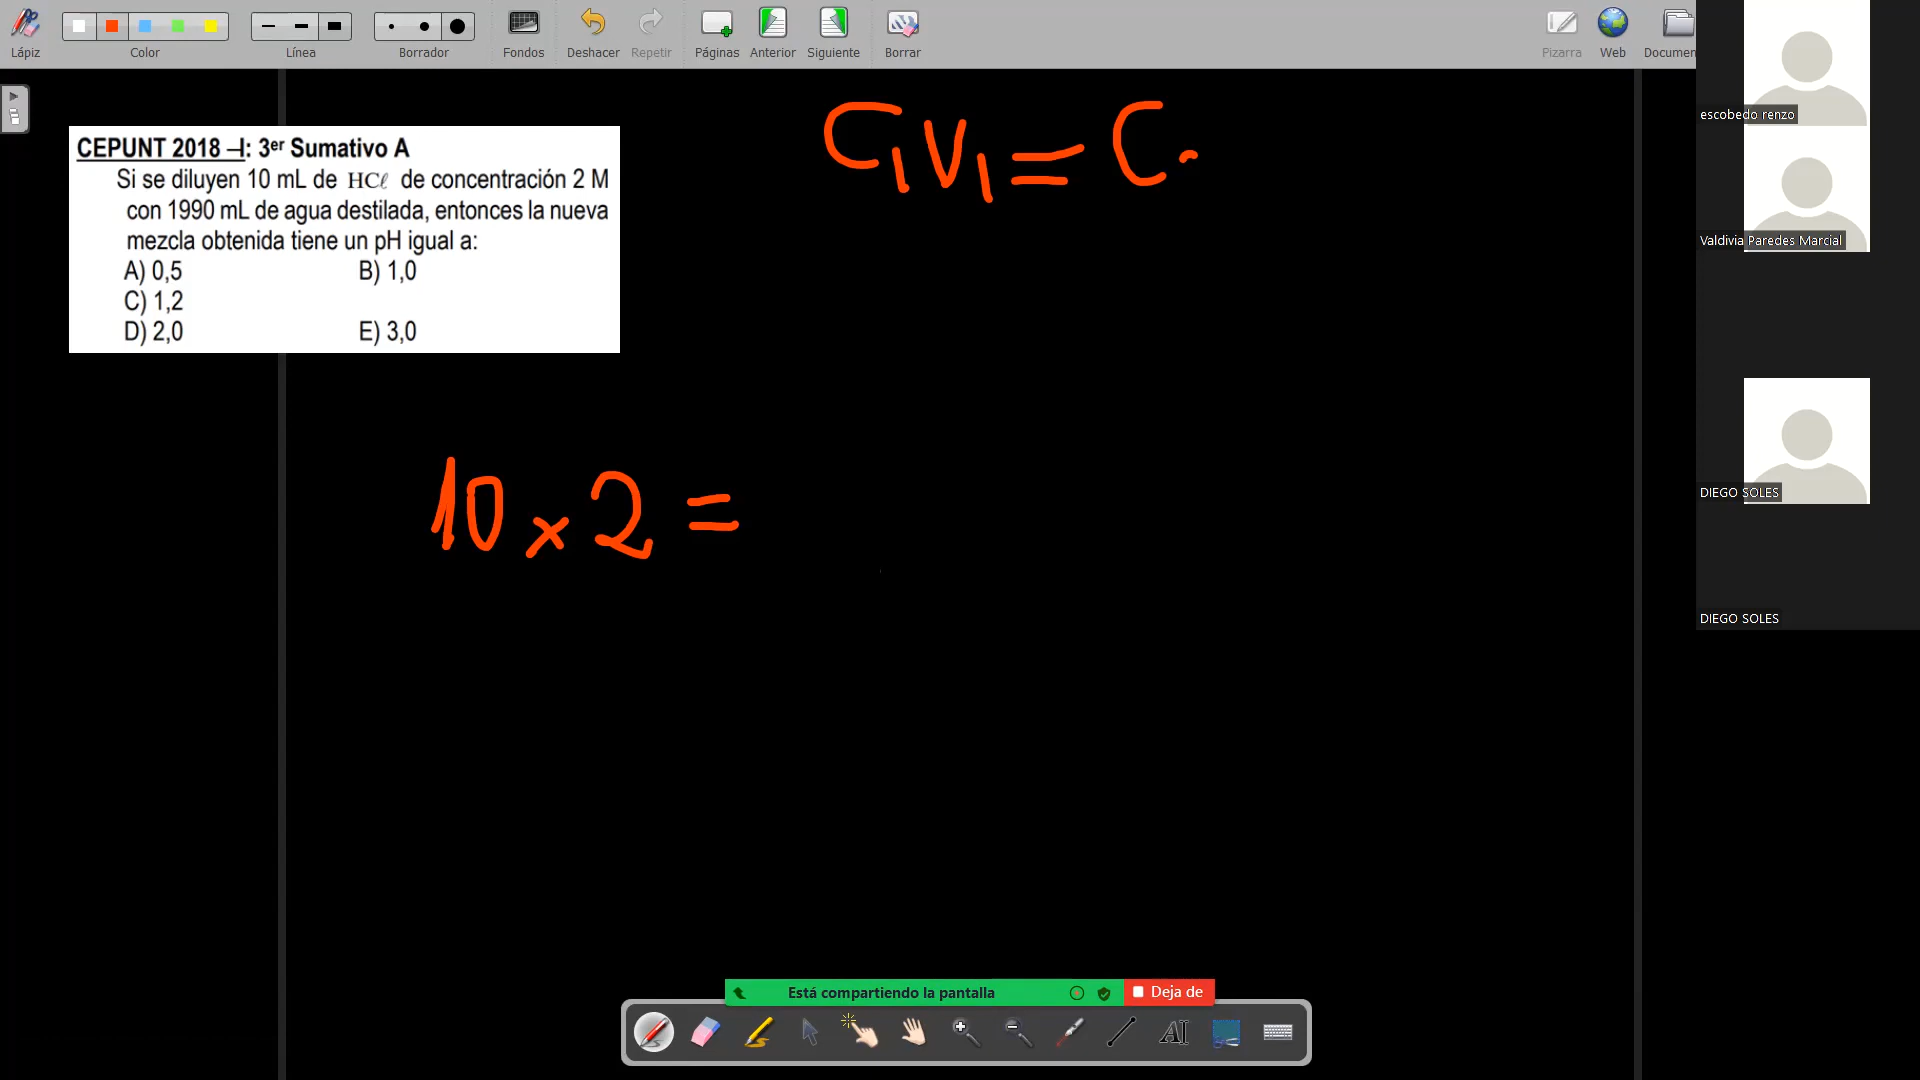 Lápiz
Color
Línea
Borrador
Fondos
Deshacer
Repetir
Páginas
Anterior
Siguiente
Borrar
Pizarra
Web
Documen
escobedo renzo
Valdivia Paredes Marcial
DIEGO SOLES
DIEGO SOLES
CEPUNT 2018 –I: 3er Sumativo A
Si se diluyen 10 mL de HCℓ de concentración 2 M
con 1990 mL de agua destilada, entonces la nueva
mezcla obtenida tiene un pH igual a:
A) 0,5 B) 1,0
C) 1,2
D) 2,0 E) 3,0
C₁V₁ = C
10 x 2 =
Está compartiendo la pantalla
Deja de
AI